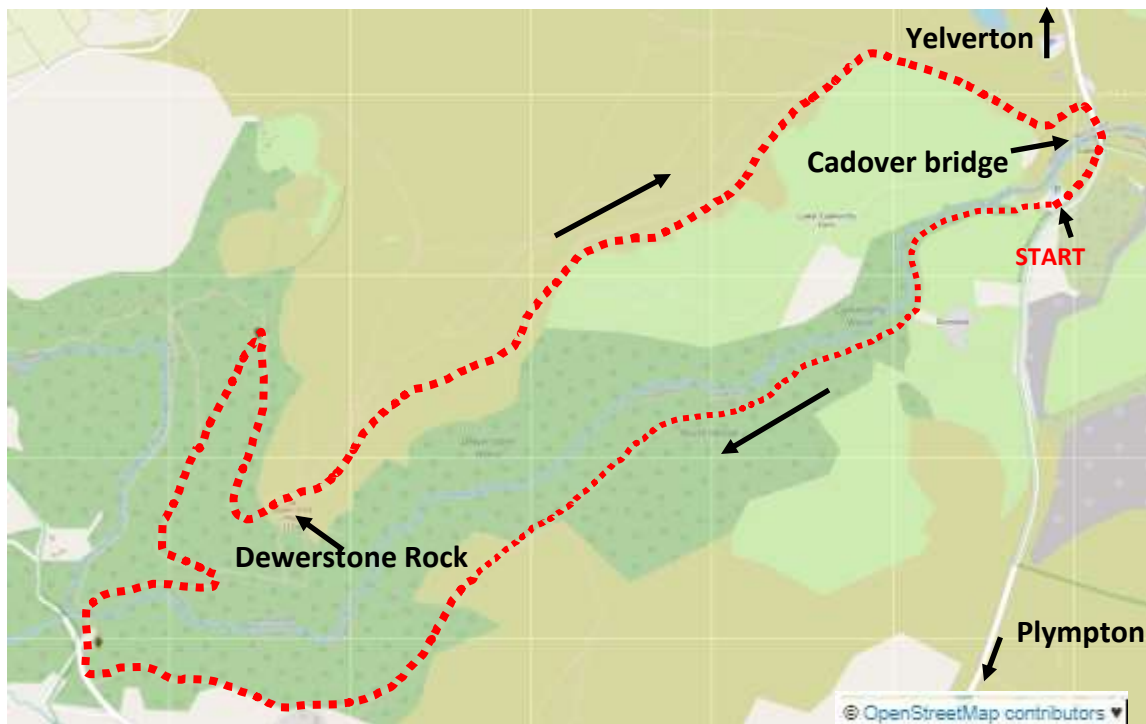 Yelverton
Cadover bridge
START
Dewerstone Rock
Plympton
© OpenStreetMap contributors ♥